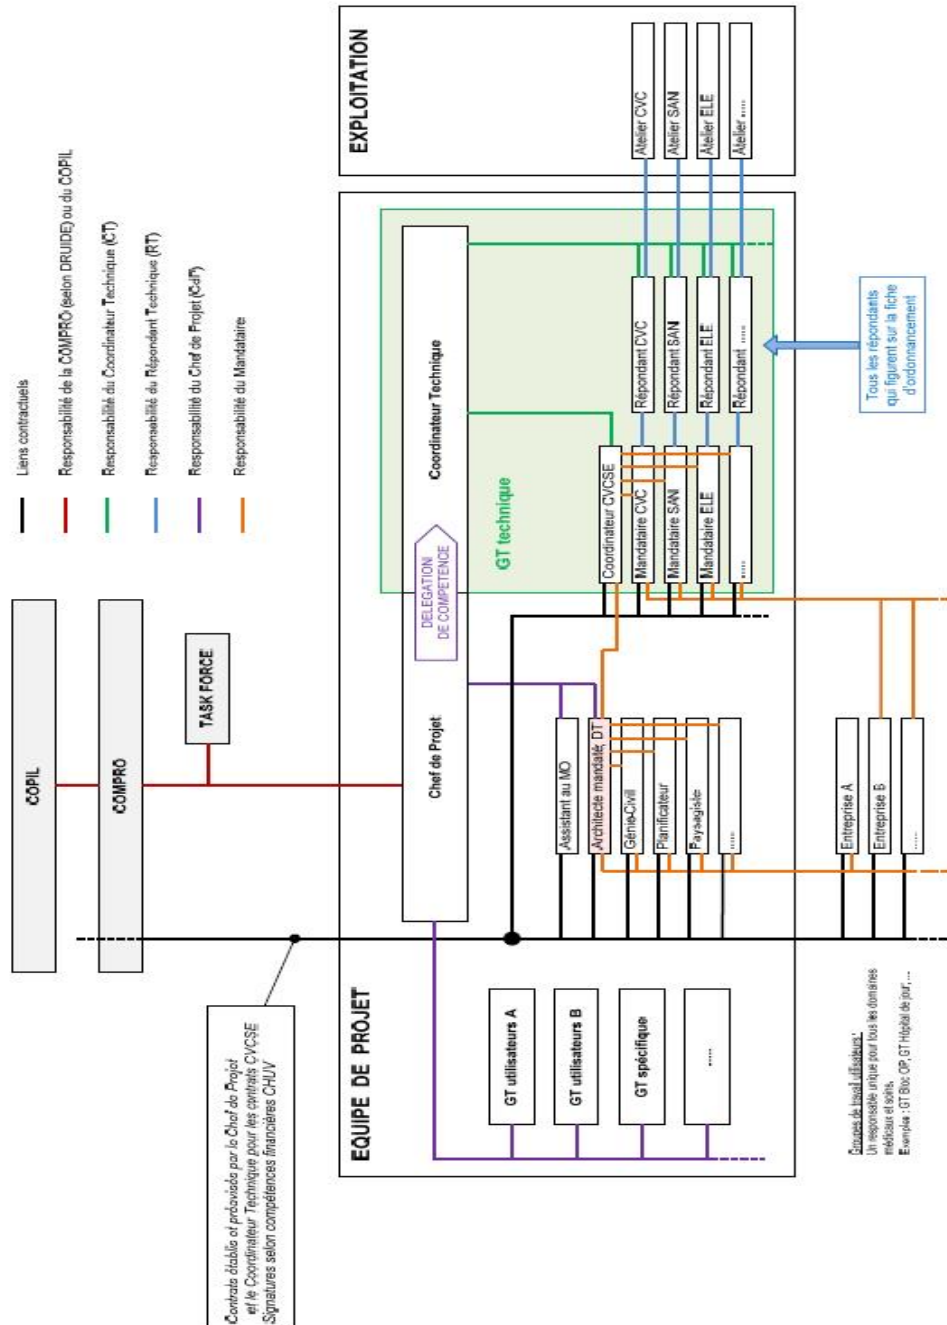 COPIL
COMPRO
TASK FORCE
Liens contractuels
Responsabilité de la COMPRO (selon DRUIDE) ou du COPIL
Responsabilité du Coordinateur Technique (CT)
Responsabilité du Répondant Technique (RT)
Responsabilité du Chef de Projet (CdP)
Responsabilité du Mandataire
Contrats établis et préavisés par le Chef de Projet
et le Coordinateur Technique pour les contrats CVCSE
Signatures selon compétences financières CHUV
EQUIPE DE PROJET
Chef de Projet
DELEGATION
DE COMPETENCE
Coordinateur Technique
GT technique
GT utilisateurs A
GT utilisateurs B
GT spécifique
.....
Assistant au MO
Architecte mandaté, DT
Génie-Civil
Planificateur
Paysagiste
.....
Coordinateur CVCSE
Mandataire CVC
Mandataire SAN
Mandataire ELE
.....
Répondant CVC
Répondant SAN
Répondant ELE
Répondant .....
EXPLOITATION
Atelier CVC
Atelier SAN
Atelier ELE
Atelier .....
Groupes de travail utilisateurs :
Un responsable unique pour tous les domaines
médicaux et soins.
Exemples : GT Bloc OP, GT Hôpital de jour, ...
Entreprise A
Entreprise B
.....
Tous les répondants
qui figurent sur la fiche
d'ordonnancement